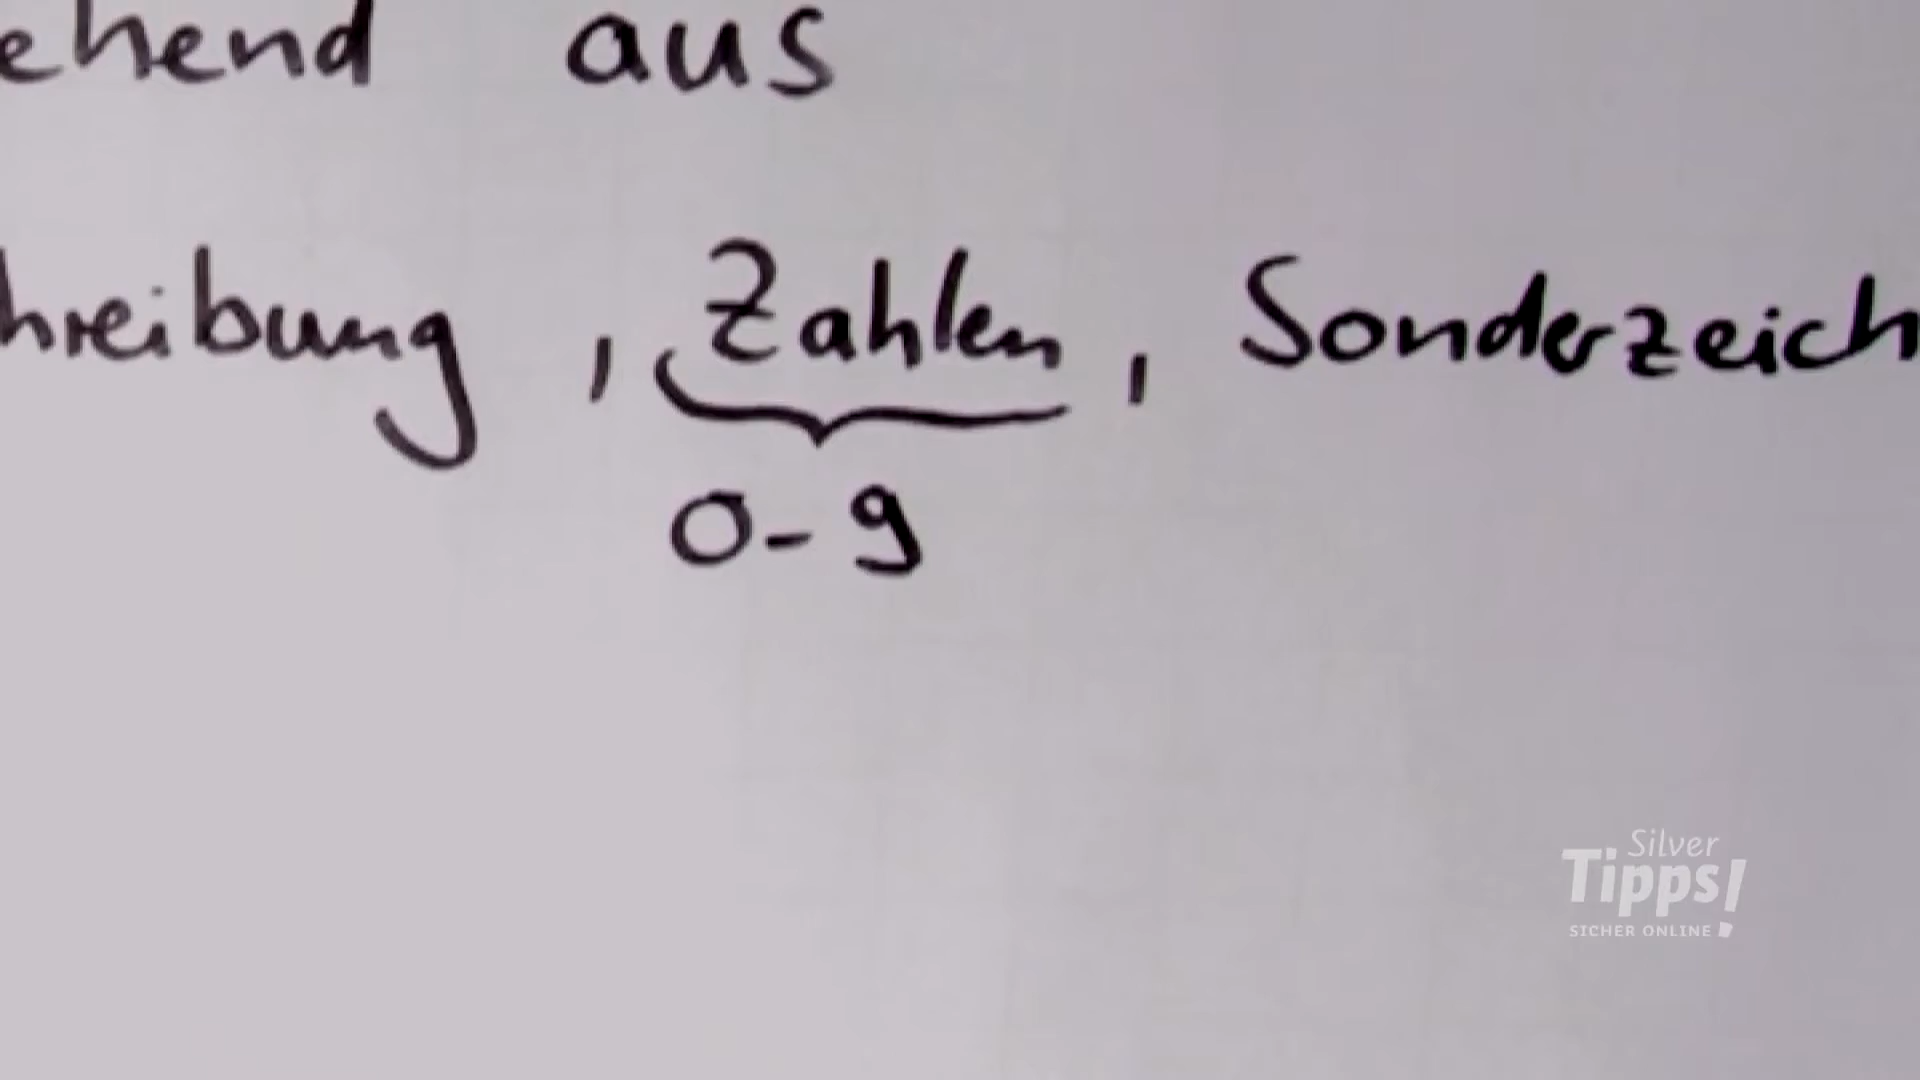 ehend aus
hreibung, Zahlen, Sonderzeich
0-9
Silver
Tipps!
SICHER ONLINE!